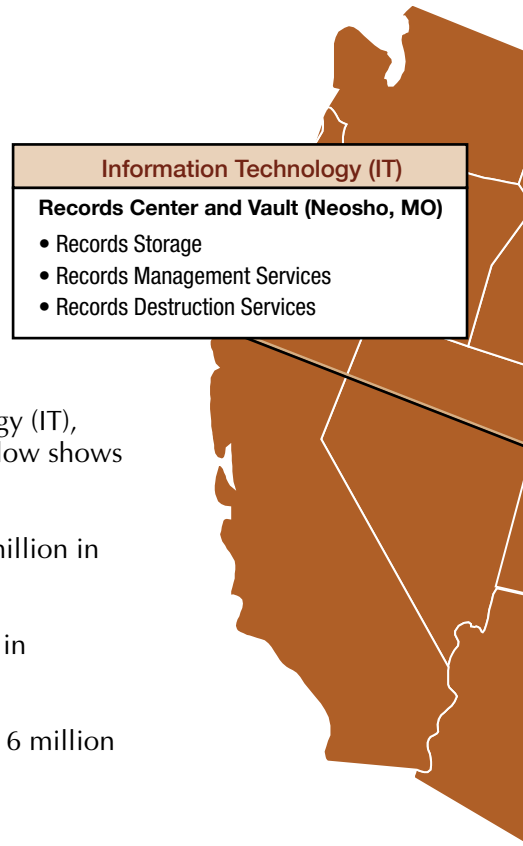 Information Technology (IT)
Records Center and Vault (Neosho, MO)
• Records Storage
• Records Management Services
• Records Destruction Services
gy (IT),
low shows
nillion in
in
6 million